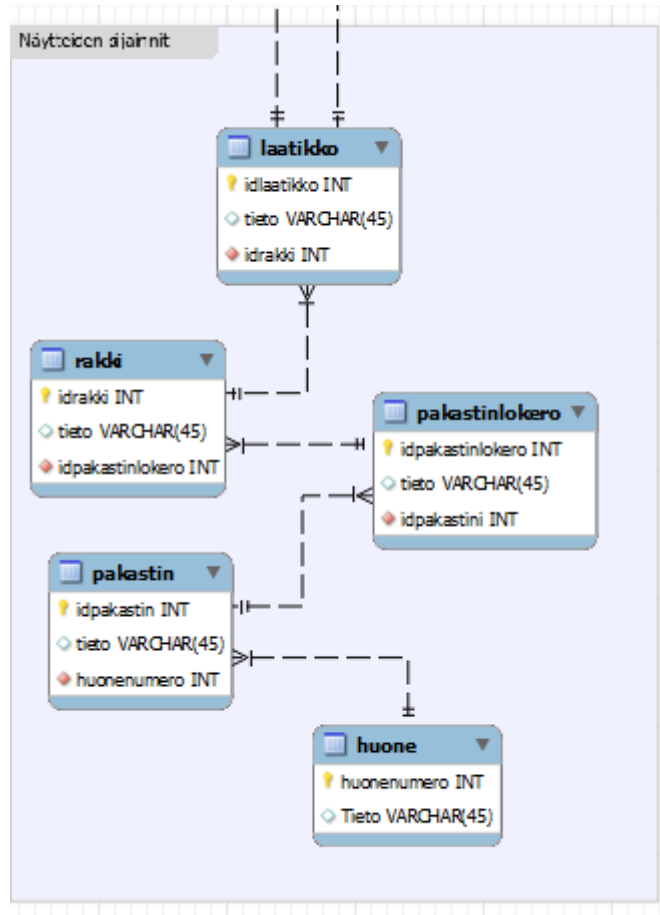 Näytteiden sijainnit
laatikko
idlaatikko INT
tieto VARCHAR(45)
idrakki INT
rakki
idrakki INT
tieto VARCHAR(45)
idpakastinlokero INT
pakastinlokero
idpakastinlokero INT
tieto VARCHAR(45)
idpakastini INT
pakastin
idpakastin INT
tieto VARCHAR(45)
huonenumero INT
huone
huonenumero INT
Tieto VARCHAR(45)